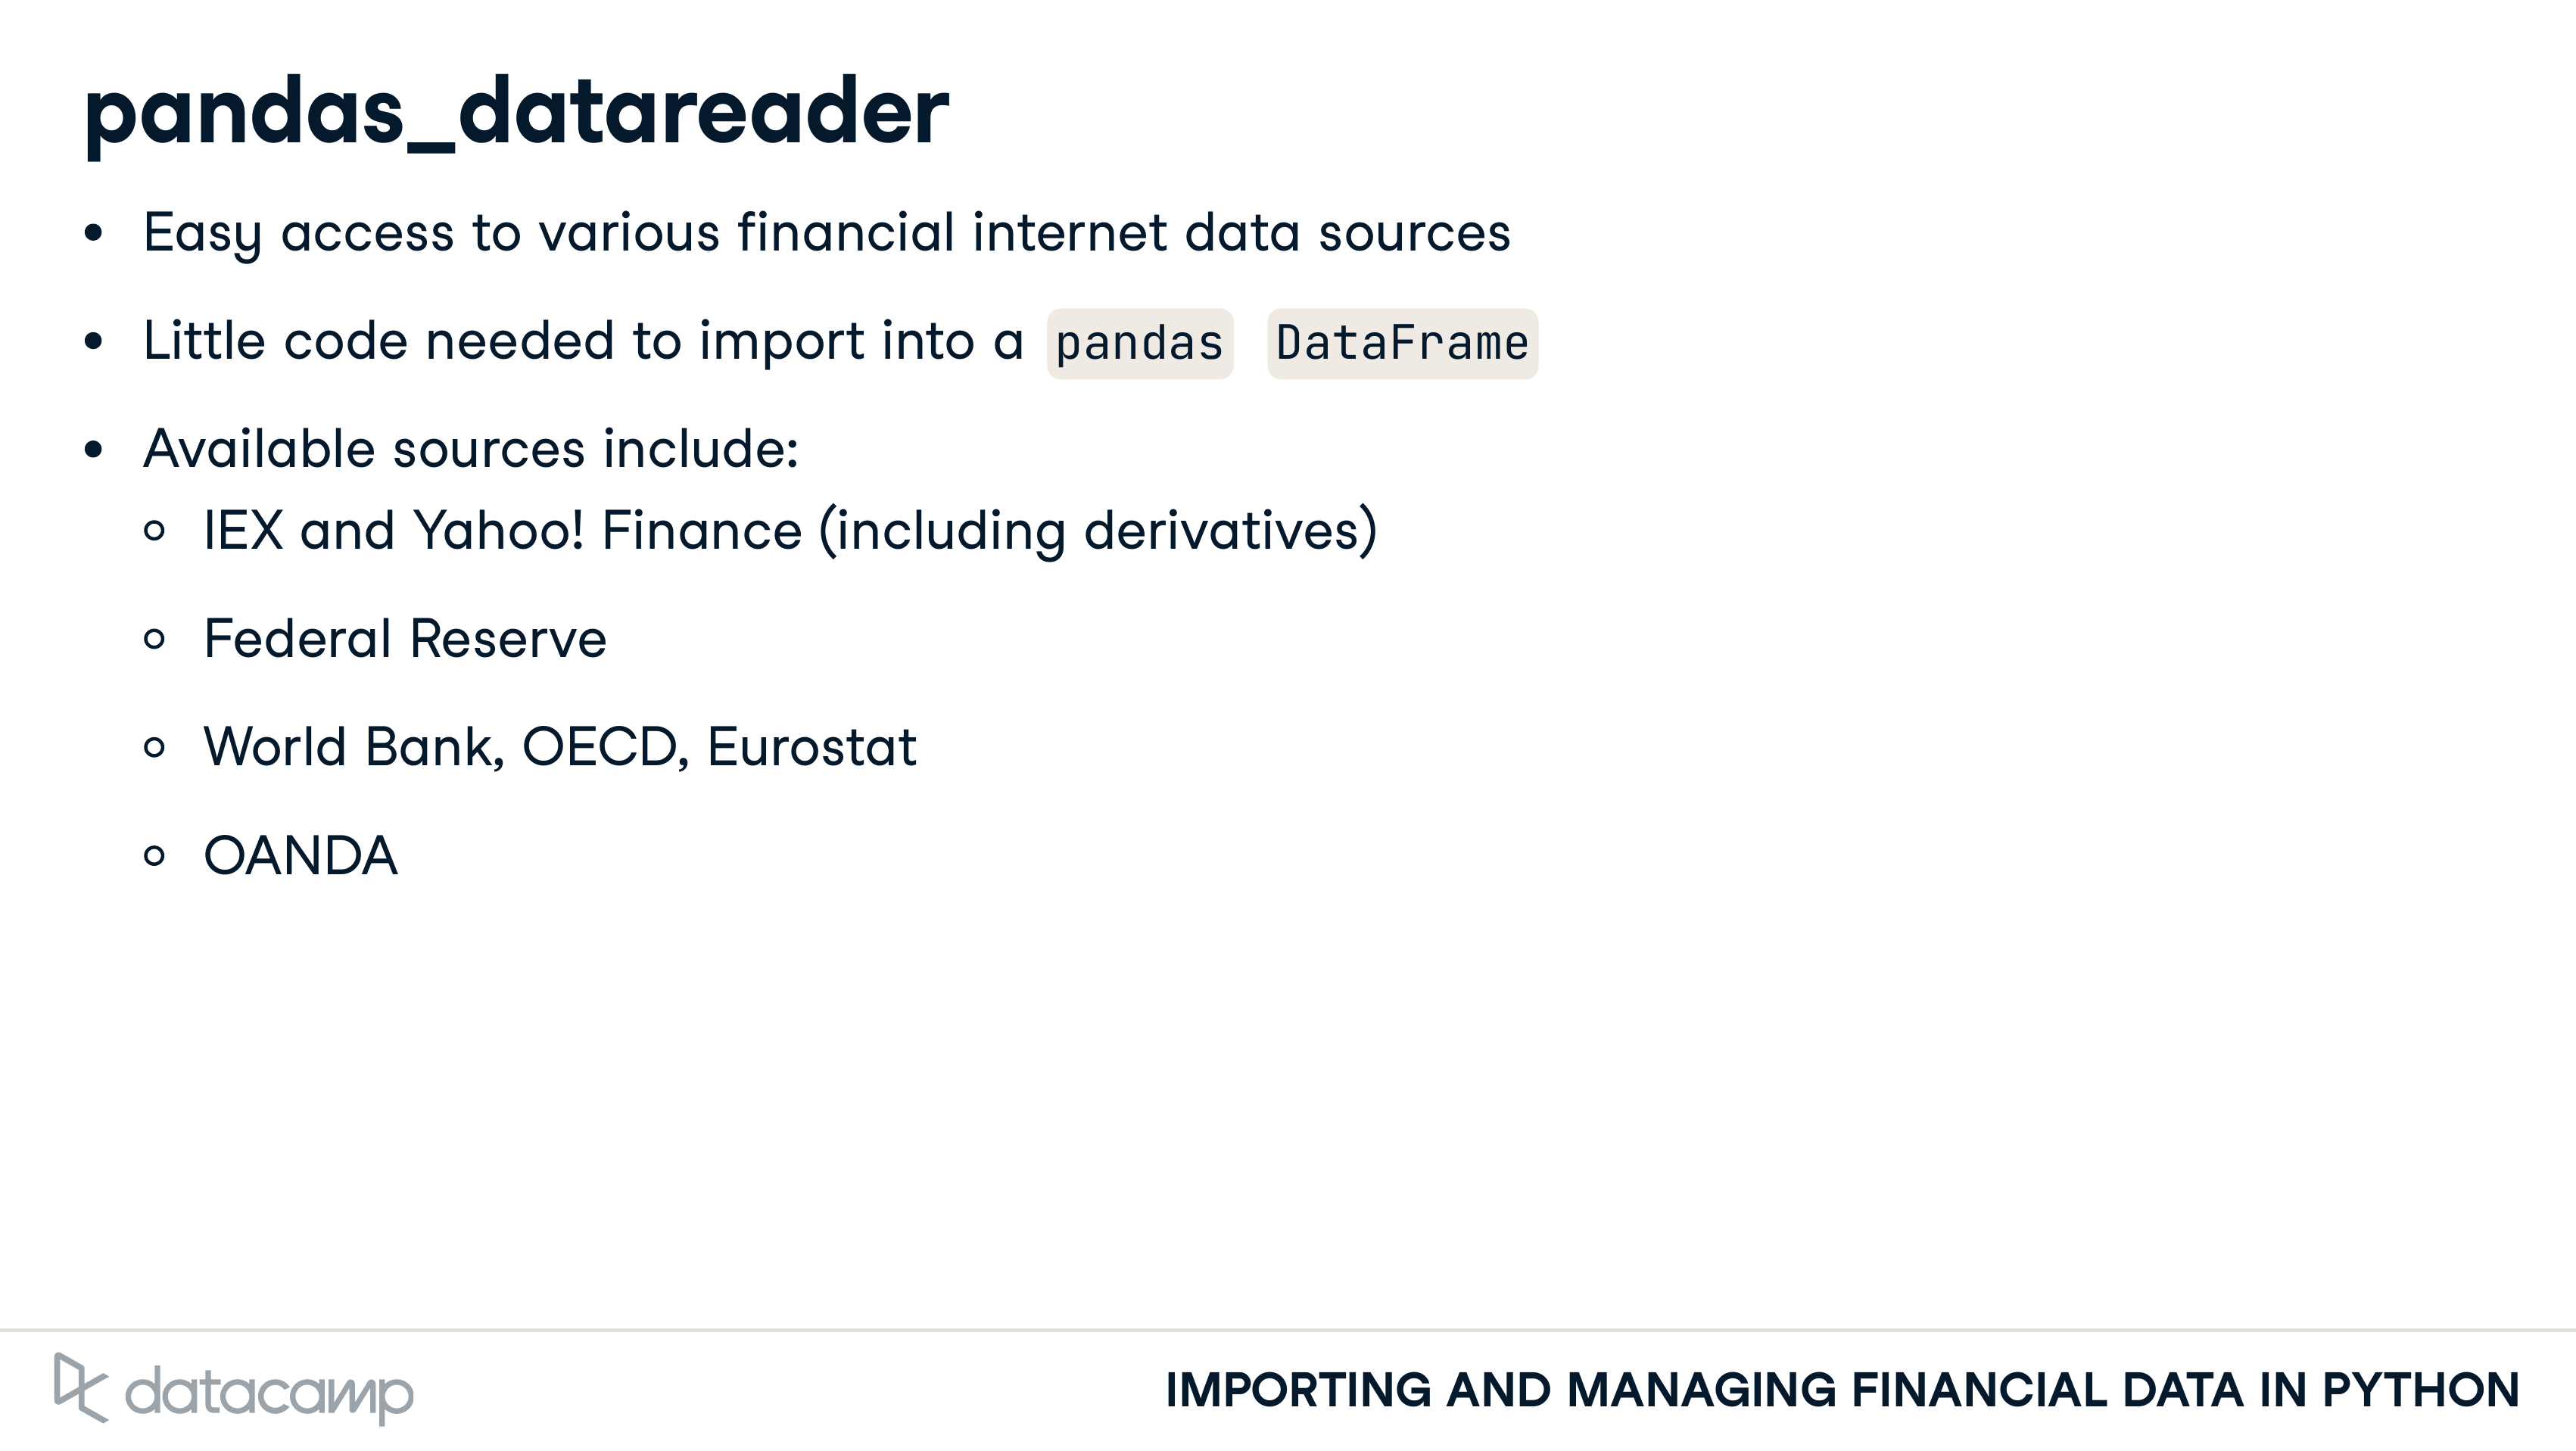 pandas_datareader
• Easy access to various financial internet data sources
• Little code needed to import into a pandas DataFrame
• Available sources include:
○ IEX and Yahoo! Finance (including derivatives)
○ Federal Reserve
○ World Bank, OECD, Eurostat
○ OANDA
datacamp
IMPORTING AND MANAGING FINANCIAL DATA IN PYTHON